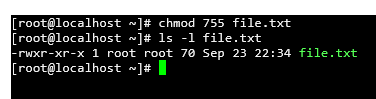 [root@localhost ~]# chmod 755 file.txt
[root@localhost ~]# ls -l file.txt
-rwxr-xr-x 1 root root 70 Sep 23 22:34 file.txt
[root@localhost ~]#